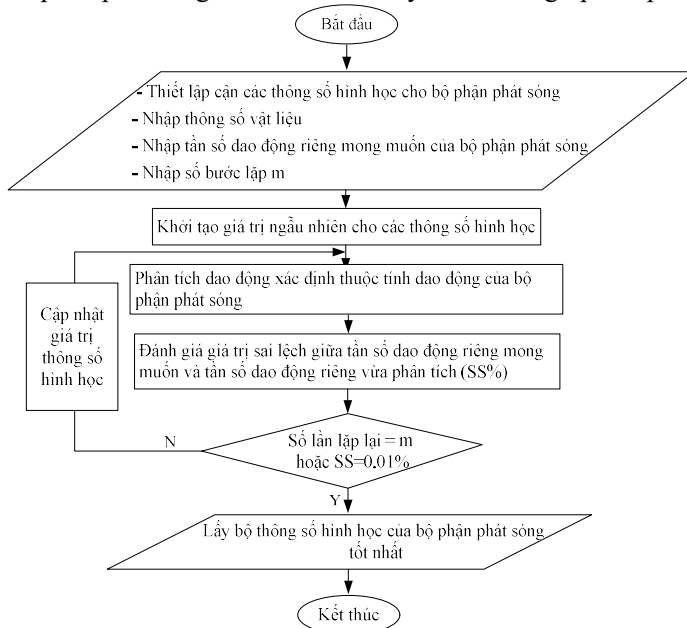 Bắt đầu
- Thiết lập cận các thông số hình học cho bộ phận phát sóng
- Nhập thông số vật liệu
- Nhập tần số dao động riêng mong muốn của bộ phận phát sóng
- Nhập số bước lặp m
Khởi tạo giá trị ngẫu nhiên cho các thông số hình học
Phân tích dao động xác định thuộc tính dao động của bộ
phận phát sóng
Cập nhật
giá trị
thông số
hình học
Đánh giá giá trị sai lệch giữa tần số dao động riêng mong
muốn và tần số dao động riêng vừa phân tích (SS%)
N
Số lần lặp lại = m
hoặc SS=0.01%
Y
Lấy bộ thông số hình học của bộ phận phát sóng
tốt nhất
Kết thúc